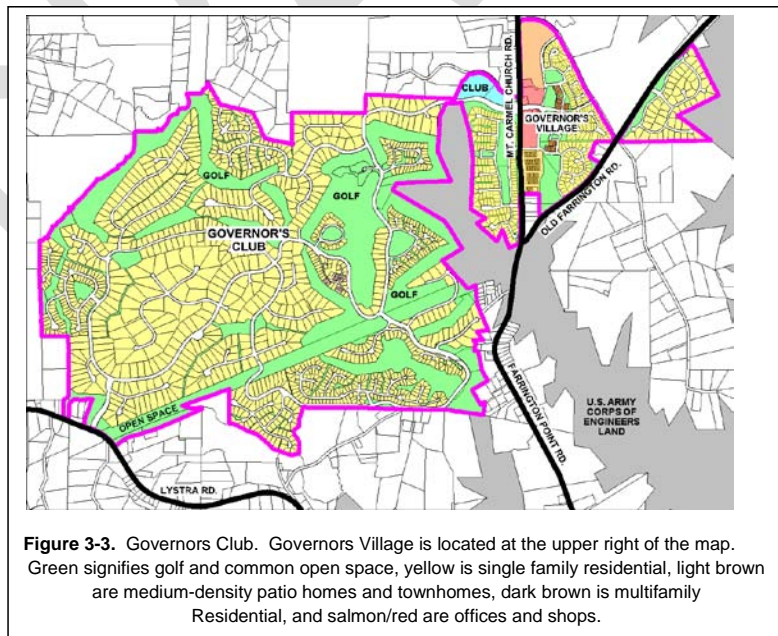 MT. CARMEL CHURCH RD.
CLUB
GOVERNOR'S
VILLAGE
OLD FARRINGTON RD.
GOLF
GOLF
GOVERNOR'S
CLUB
GOLF
OPEN SPACE
FARRINGTON POINT RD.
U.S. ARMY
CORPS OF
ENGINEERS
LAND
LYSTRA RD.
Figure 3-3. Governors Club. Governors Village is located at the upper right of the map.
Green signifies golf and common open space, yellow is single family residential, light brown
are medium-density patio homes and townhomes, dark brown is multifamily
Residential, and salmon/red are offices and shops.